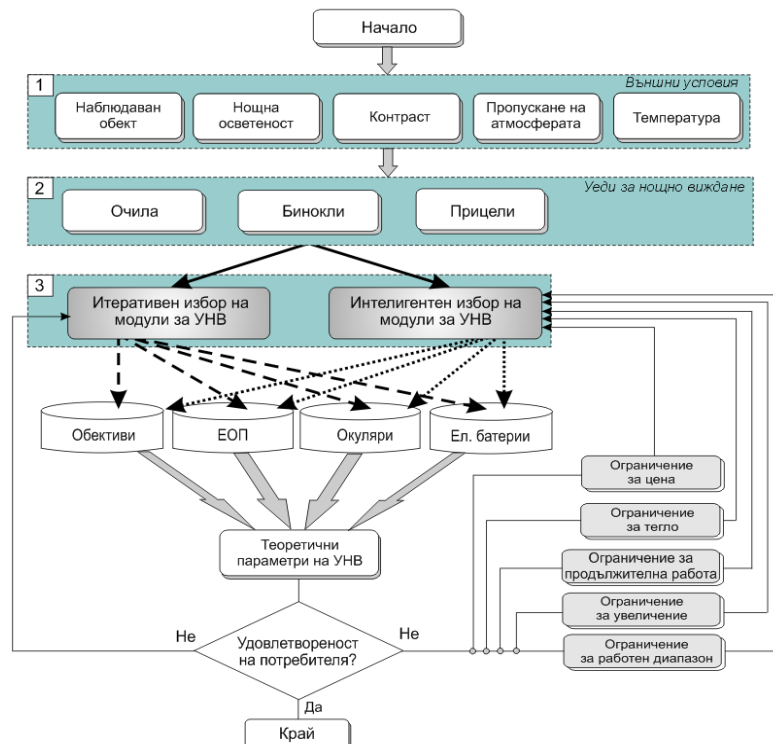 Начало
1
Външни условия
Наблюдаван
обект
Нощна
осветеност
Контраст
Пропускане на
атмосферата
Температура
2
Уеди за нощно виждане
Очила
Бинокли
Прицели
3
Итеративен избор на
модули за УНВ
Интелигентен избор на
модули за УНВ
Обективи
ЕОП
Окуляри
Ел. батерии
Ограничение
за цена
Ограничение
за тегло
Ограничение за
продължителна работа
Ограничение
за увеличение
Ограничение
за работен диапазон
Теоретични
параметри на УНВ
Не
Удовлетвореност
на потребителя?
Не
Да
Край